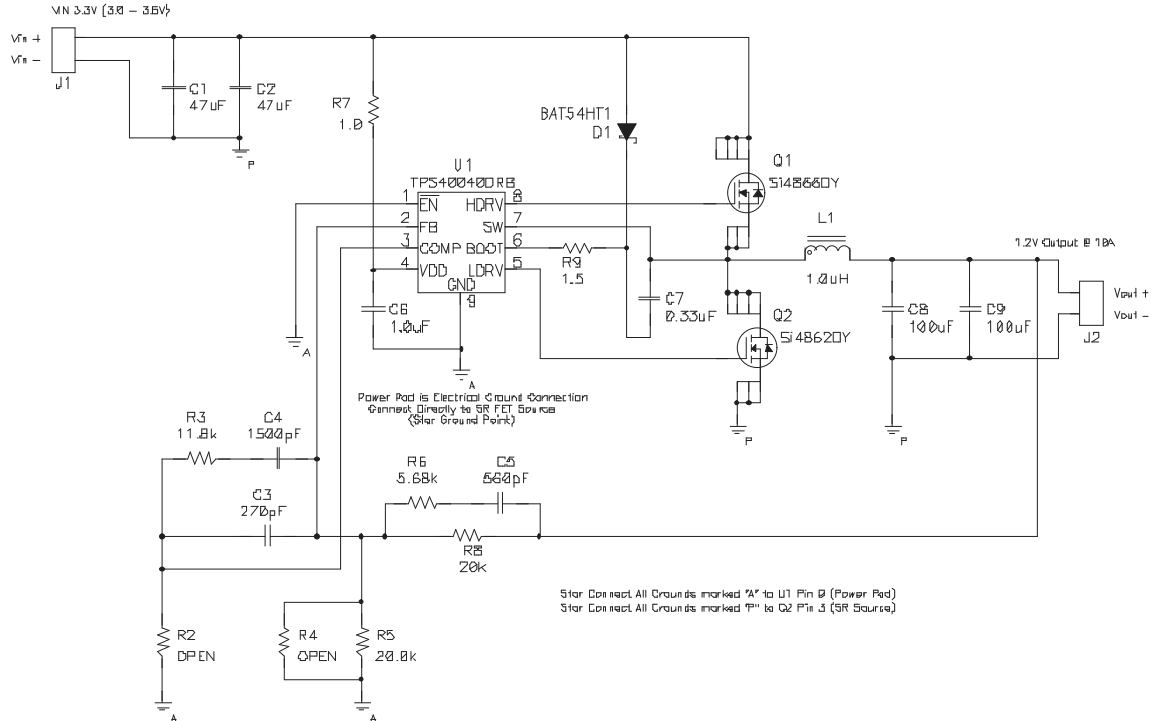 VIN 3.3V (3.0 – 3.6V)
Vin +
Vin –
J1
C1
47uF
C2
47uF
P
R7
1.0
BAT54HT1
D1
U1
TPS40040DRB
1
2
3
4
EN
FB
COMP
VDD
HDRV
SW
BOOT
LDRV
GND
8
7
6
5
9
Q1
Si4866DY
L1
1.0uH
1.2V Output @ 10A
R9
1.5
C7
0.33uF
Q2
Si4862DY
C6
1.0uF
C8
100uF
C9
100uF
Vout +
Vout –
J2
A
A
P
P
Power Pad is Electrical Ground Connection
Connect Directly to SR FET Source
(Star Ground Point)
R3
11.8k
C4
1500pF
C3
270pF
R6
5.68k
C5
560pF
R8
20k
Star Connect All Grounds marked "A" to U1 Pin 9 (Power Pad)
Star Connect All Grounds marked "P" to Q2 Pin 3 (SR Source)
R2
OPEN
R4
OPEN
R5
20.0k
A
A